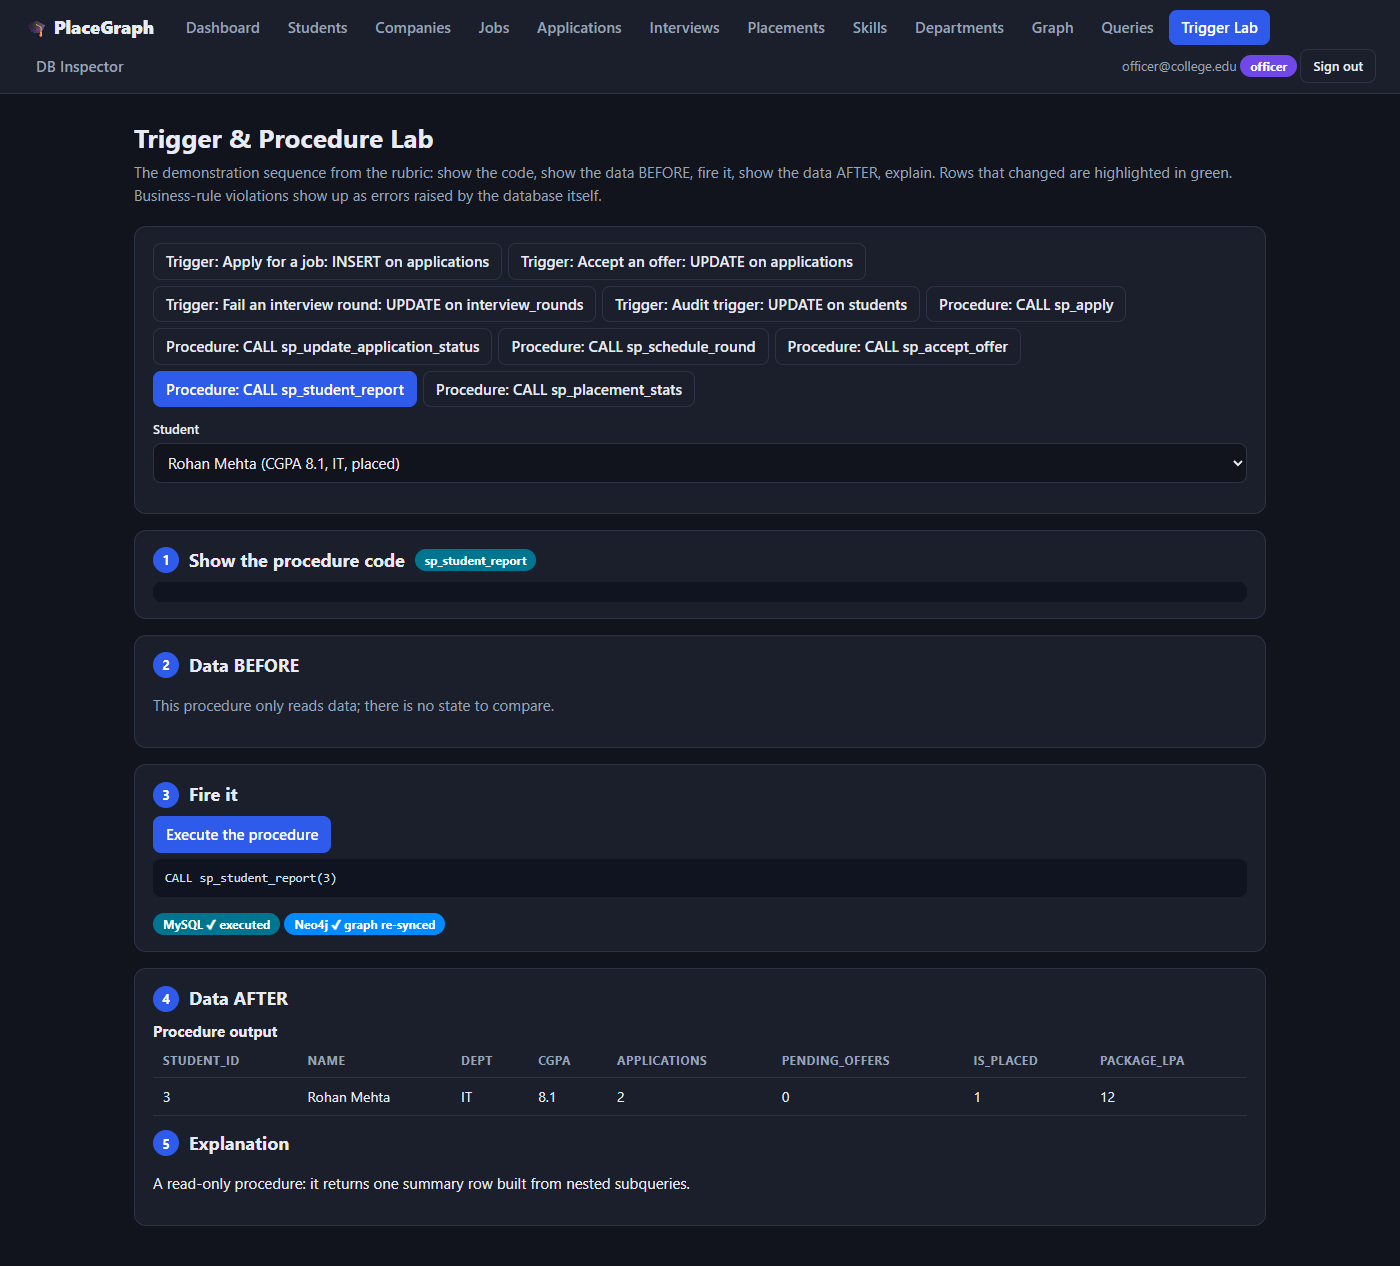 PlaceGraph Dashboard Students Companies Jobs Applications Interviews Placements Skills Departments Graph Queries Trigger Lab
DB Inspector officer@college.edu officer Sign out
Trigger & Procedure Lab
The demonstration sequence from the rubric: show the code, show the data BEFORE, fire it, show the data AFTER, explain. Rows that changed are highlighted in green.
Business-rule violations show up as errors raised by the database itself.
Trigger: Apply for a job: INSERT on applications Trigger: Accept an offer: UPDATE on applications
Trigger: Fail an interview round: UPDATE on interview_rounds Trigger: Audit trigger: UPDATE on students Procedure: CALL sp_apply
Procedure: CALL sp_update_application_status Procedure: CALL sp_schedule_round Procedure: CALL sp_accept_offer
Procedure: CALL sp_student_report Procedure: CALL sp_placement_stats
Student
Rohan Mehta (CGPA 8.1, IT, placed)
1 Show the procedure code sp_student_report
2 Data BEFORE
This procedure only reads data; there is no state to compare.
3 Fire it
Execute the procedure
CALL sp_student_report(3)
MySQL ✓ executed Neo4j ✓ graph re-synced
4 Data AFTER
Procedure output
STUDENT_ID NAME DEPT CGPA APPLICATIONS PENDING_OFFERS IS_PLACED PACKAGE_LPA
3 Rohan Mehta IT 8.1 2 0 1 12
5 Explanation
A read-only procedure: it returns one summary row built from nested subqueries.